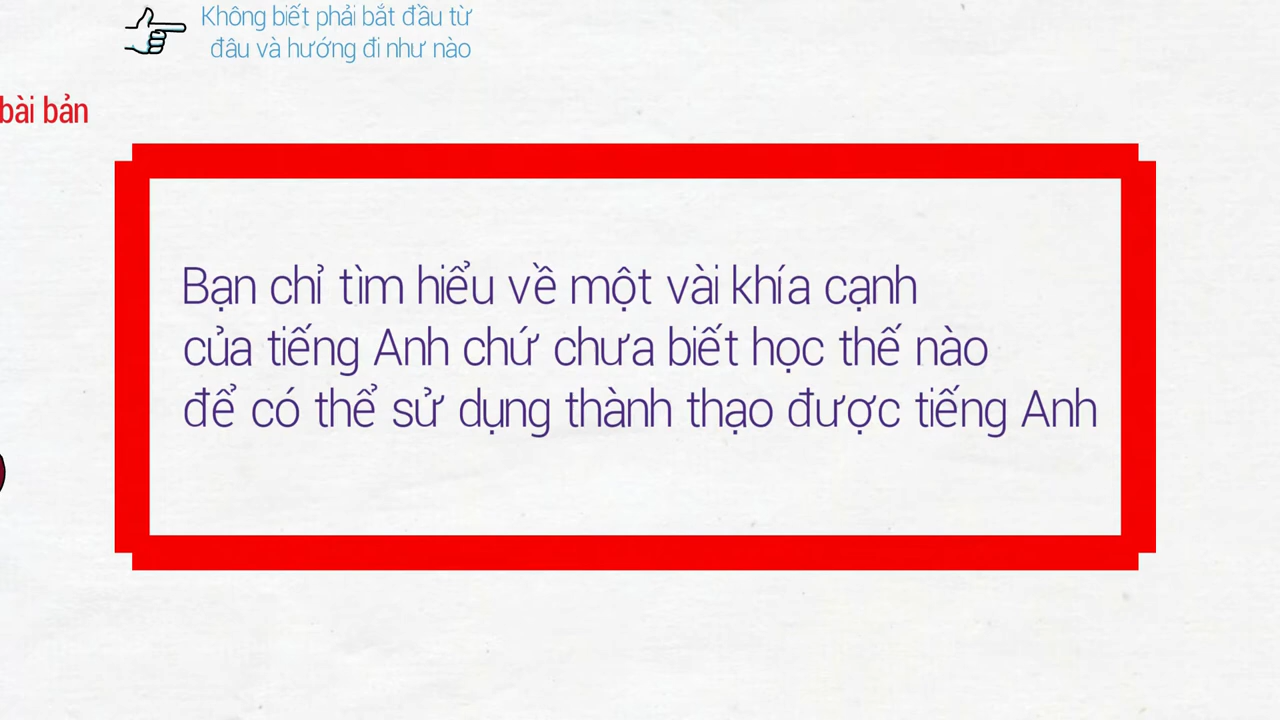 Không biết phải bắt đầu từ
đâu và hướng đi như nào
bài bản
Bạn chỉ tìm hiểu về một vài khía cạnh
của tiếng Anh chứ chưa biết học thế nào
để có thể sử dụng thành thạo được tiếng Anh